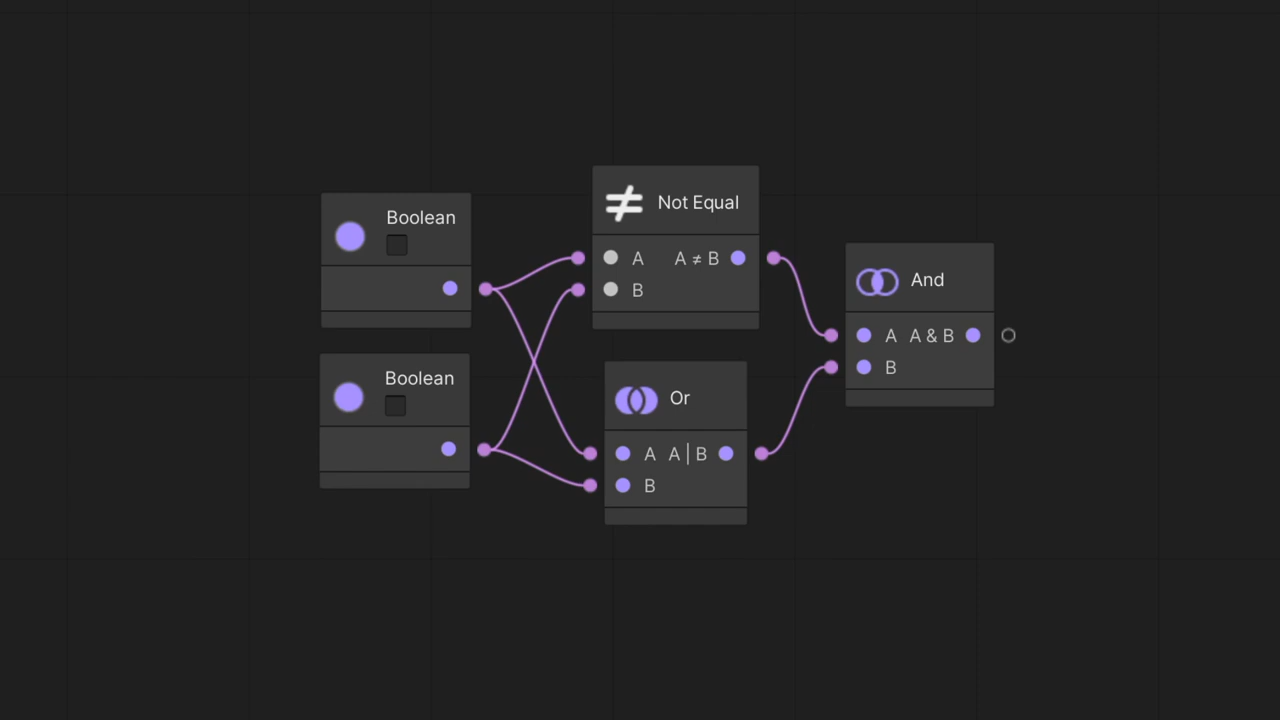 Boolean
Boolean
Not Equal
A A ≠ B
B
Or
A A | B
B
And
A A & B
B